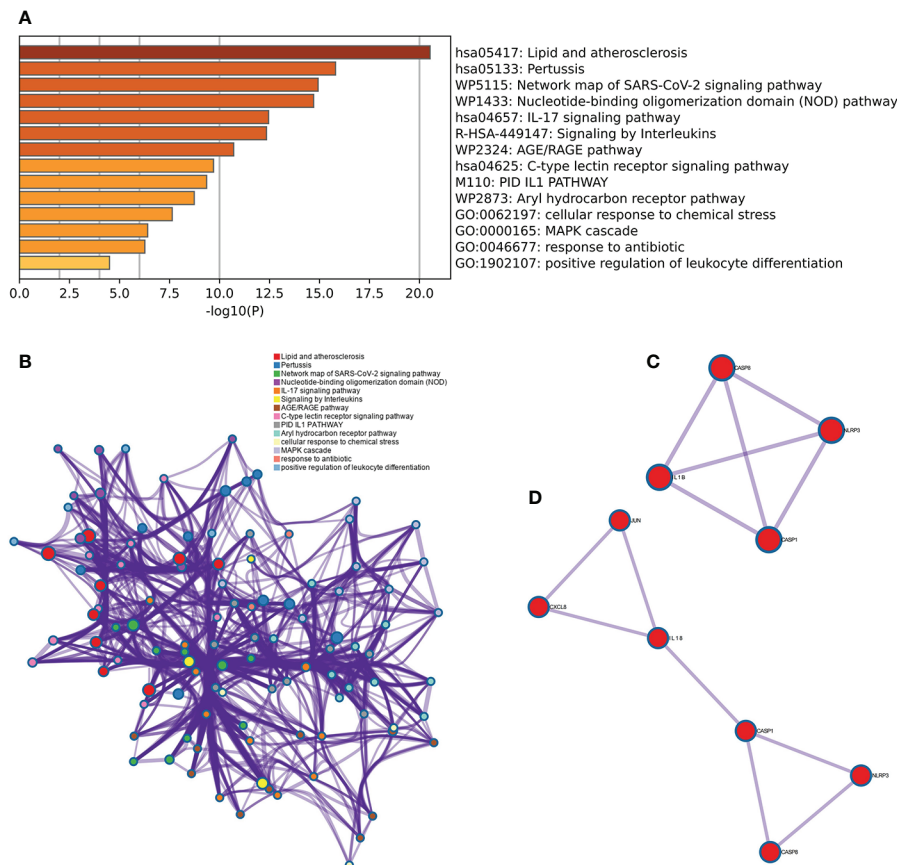 A
hsa05417: Lipid and atherosclerosis
hsa05133: Pertussis
WP5115: Network map of SARS-CoV-2 signaling pathway
WP1433: Nucleotide-binding oligomerization domain (NOD) pathway
hsa04657: IL-17 signaling pathway
R-HSA-449147: Signaling by Interleukins
WP2324: AGE/RAGE pathway
hsa04625: C-type lectin receptor signaling pathway
M110: PID IL1 PATHWAY
WP2873: Aryl hydrocarbon receptor pathway
GO:0062197: cellular response to chemical stress
GO:0000165: MAPK cascade
GO:0046677: response to antibiotic
GO:1902107: positive regulation of leukocyte differentiation
0.0 2.5 5.0 7.5 10.0 12.5 15.0 17.5 20.0
-log10(P)
B
Lipid and atherosclerosis
Pertussis
Network map of SARS-CoV-2 signaling pathway
Nucleotide-binding oligomerization domain (NOD)
IL-17 signaling pathway
Signaling by Interleukins
AGE/RAGE pathway
C-type lectin receptor signaling pathway
PID IL1 PATHWAY
Aryl hydrocarbon receptor pathway
cellular response to chemical stress
MAPK cascade
response to antibiotic
positive regulation of leukocyte differentiation
C
CASP8
NLRP3
IL1B
CASP1
D
JUN
CXCL8
IL1B
CASP1
NLRP3
CASP8